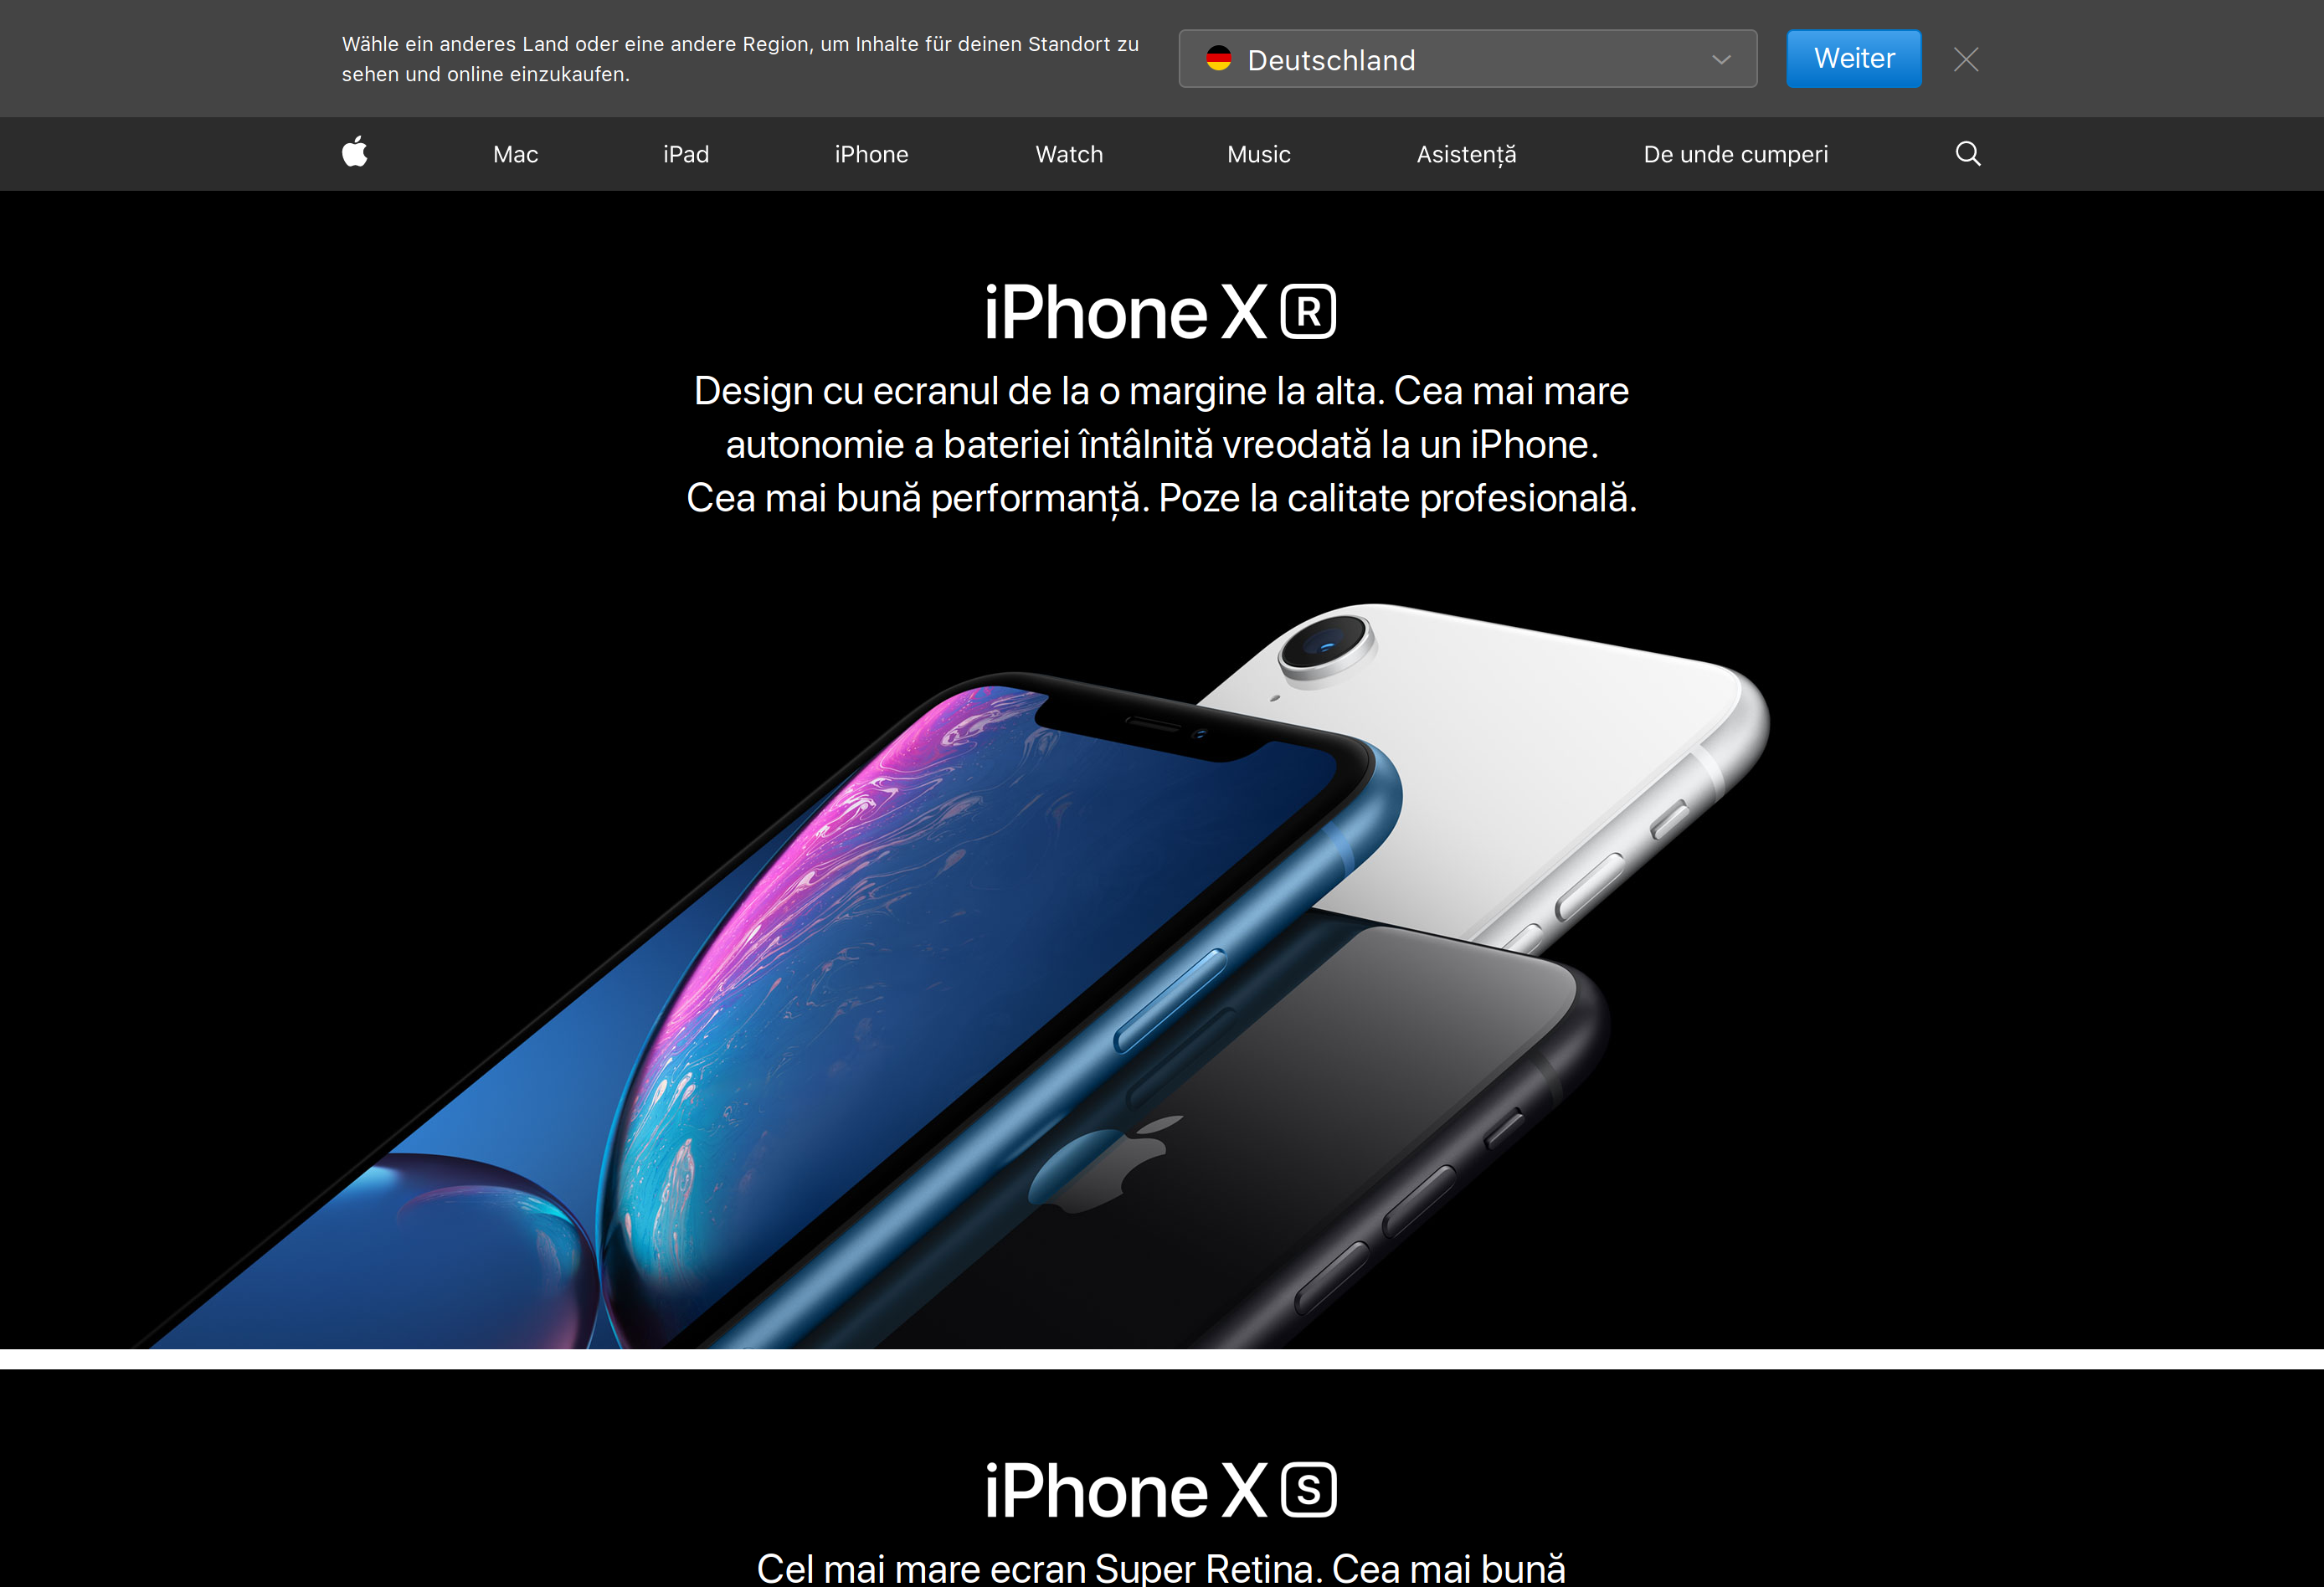 Wähle ein anderes Land oder eine andere Region, um Inhalte für deinen Standort zu
sehen und online einzukaufen.
Deutschland
Weiter
Mac iPad iPhone Watch Music Asistență De unde cumperi
iPhone XR
Design cu ecranul de la o margine la alta. Cea mai mare
autonomie a bateriei întâlnită vreodată la un iPhone.
Cea mai bună performanță. Poze la calitate profesională.
iPhone XS
Cel mai mare ecran Super Retina. Cea mai bună